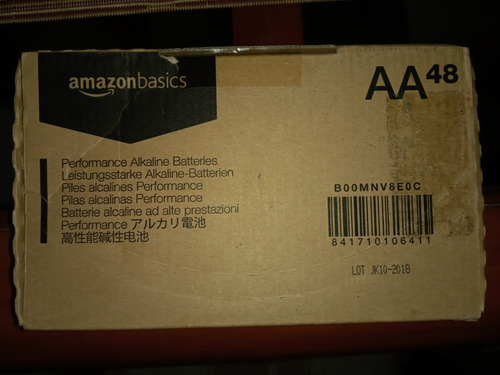 amazonbasics
AA48
Performance Alkaline Batteries
Leistungsstarke Alkaline-Batterien
Piles alcalines Performance
Pilas alcalinas Performance
Batterie alcaline ad alte prestazioni
Performance アルカリ電池
高性能碱性电池
B00MNV8E0C
841710106411
LOT JK10-201B